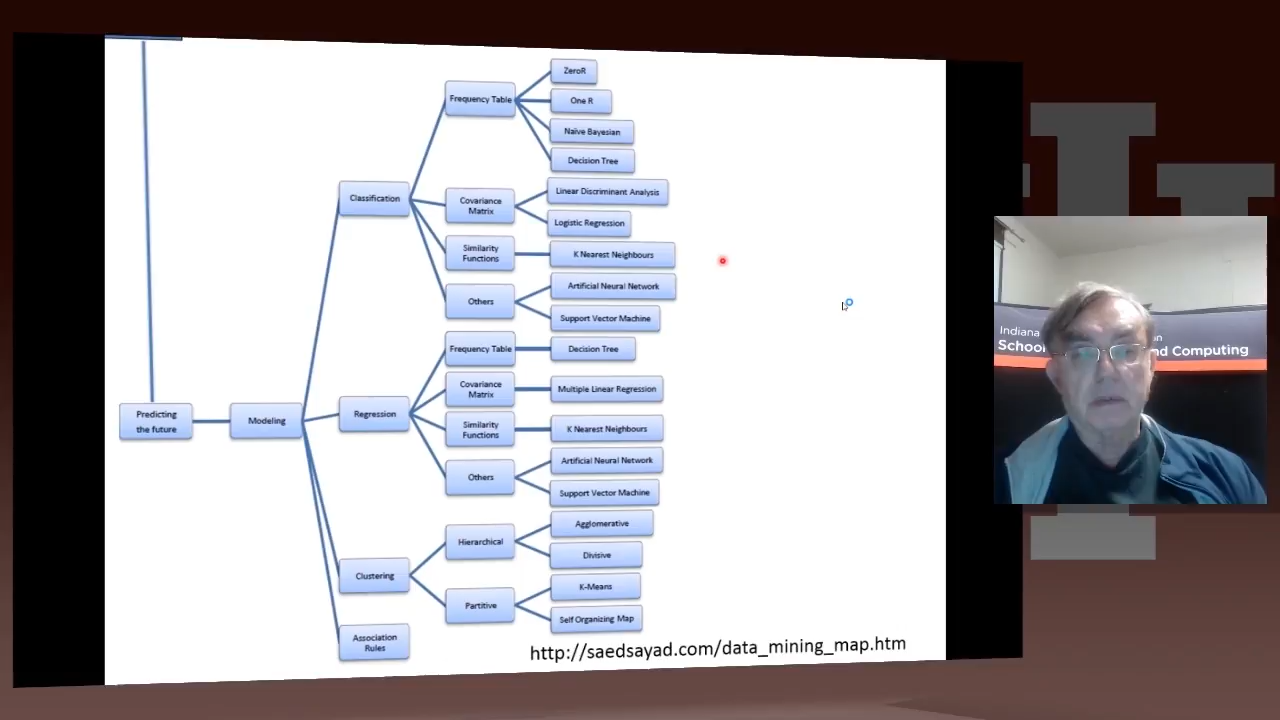 ZeroR
Frequency Table
One R
Naïve Bayesian
Decision Tree
Classification
Covariance
Matrix
Linear Discriminant Analysis
Logistic Regression
Similarity
Functions
K Nearest Neighbours
Others
Artificial Neural Network
Support Vector Machine
Predicting
the future
Modeling
Regression
Frequency Table
Decision Tree
Covariance
Matrix
Multiple Linear Regression
Similarity
Functions
K Nearest Neighbours
Others
Artificial Neural Network
Support Vector Machine
Clustering
Hierarchical
Agglomerative
Divisive
Partitive
K-Means
Self Organizing Map
Association
Rules
http://saedsayad.com/data_mining_map.htm
Indiana
School
nd Computing